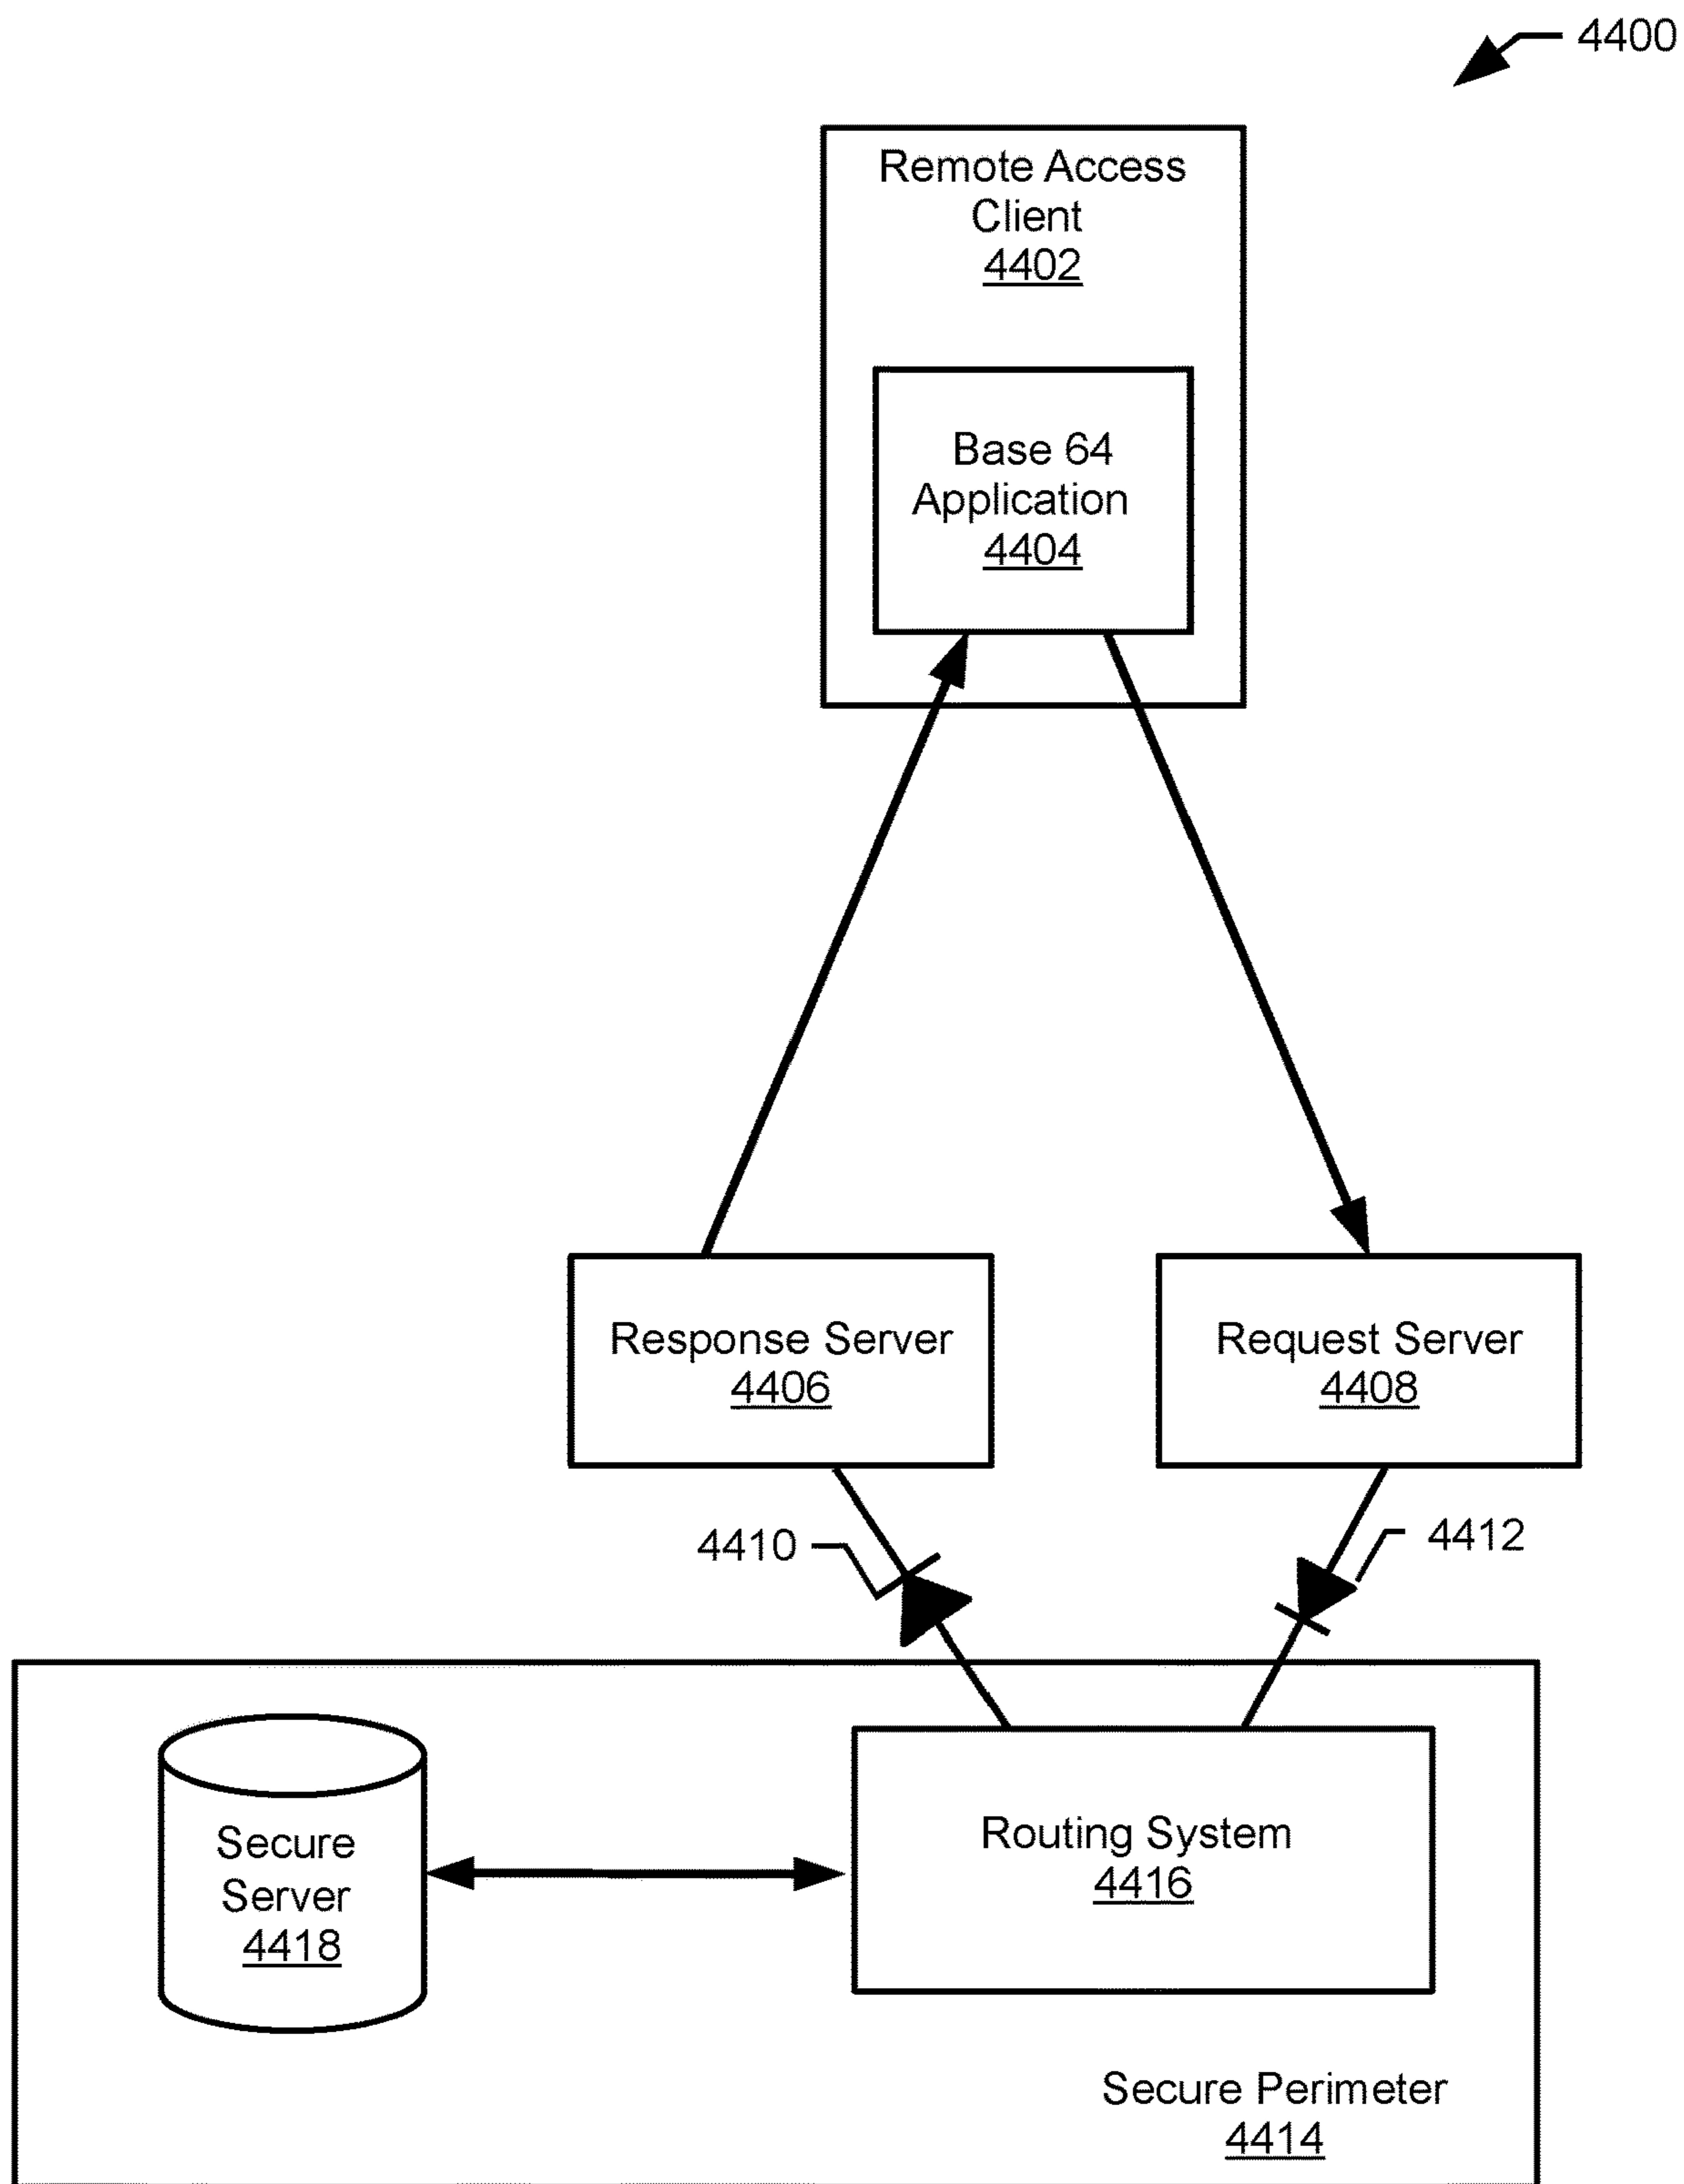 4400
Remote Access
Client
4402
Base 64
Application
4404
Response Server
4406
Request Server
4408
4410
4412
Secure
Server
4418
Routing System
4416
Secure Perimeter
4414